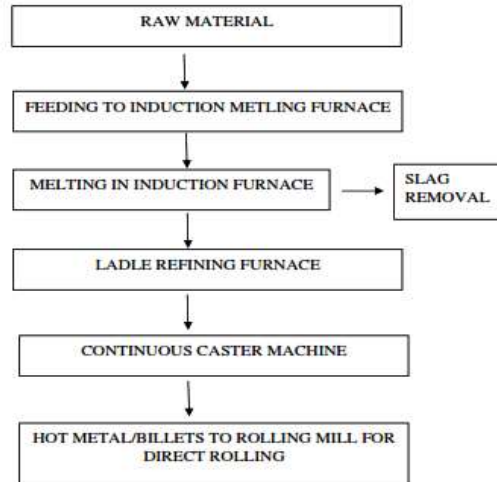 RAW MATERIAL
FEEDING TO INDUCTION METLING FURNACE
MELTING IN INDUCTION FURNACE
SLAG
REMOVAL
LADLE REFINING FURNACE
CONTINUOUS CASTER MACHINE
HOT METAL/BILLETS TO ROLLING MILL FOR
DIRECT ROLLING